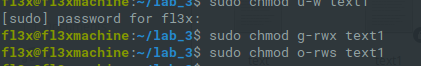 fl3x@fl3xmachine:~/lab_3$ sudo chmod u-w text1
[sudo] password for fl3x:
fl3x@fl3xmachine:~/lab_3$ sudo chmod g-rwx text1
fl3x@fl3xmachine:~/lab_3$ sudo chmod o-rws text1